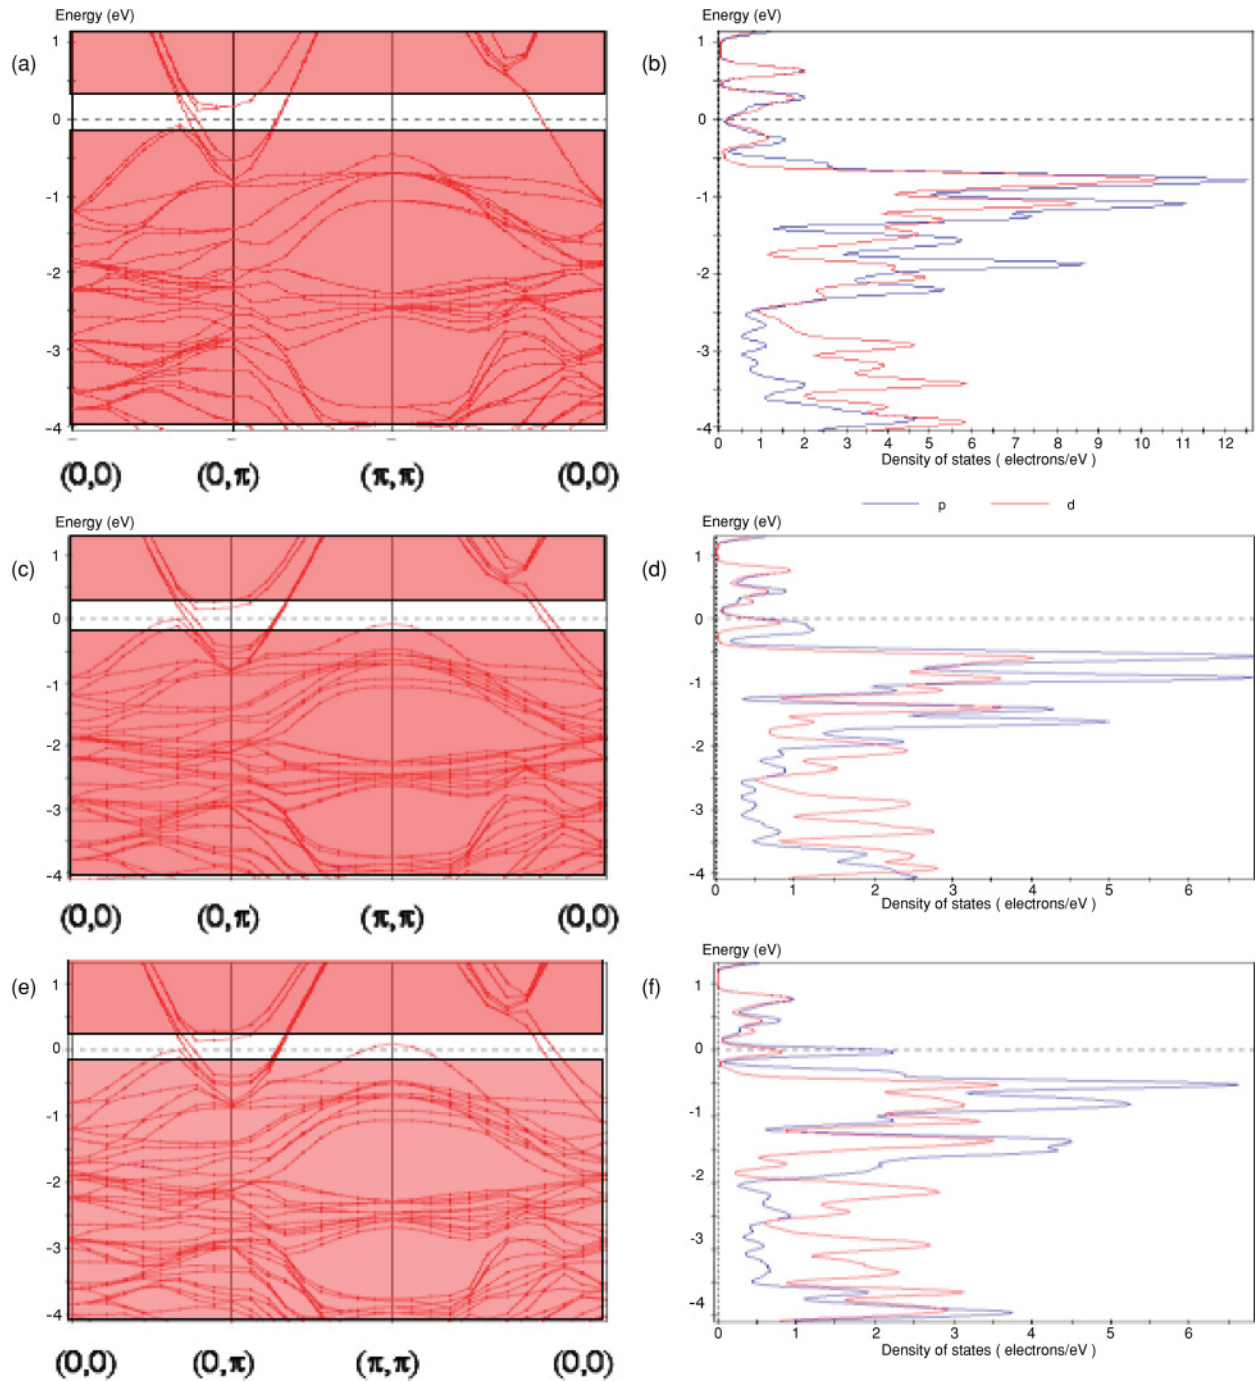 Energy (eV)
(a)
1
0
-1
-2
-3
-4
(0,0) (0,π) (π,π) (0,0)
Energy (eV)
(b)
1
0
-1
-2
-3
-4
0 1 2 3 4 5 6 7 8 9 10 11 12
Density of states ( electrons/eV )
p d
Energy (eV)
(c)
1
0
-1
-2
-3
-4
(0,0) (0,π) (π,π) (0,0)
Energy (eV)
(d)
1
0
-1
-2
-3
-4
0 1 2 3 4 5 6
Density of states ( electrons/eV )
(e)
1
0
-1
-2
-3
-4
(0,0) (0,π) (π,π) (0,0)
Energy (eV)
(f)
1
0
-1
-2
-3
-4
0 1 2 3 4 5 6
Density of states ( electrons/eV )